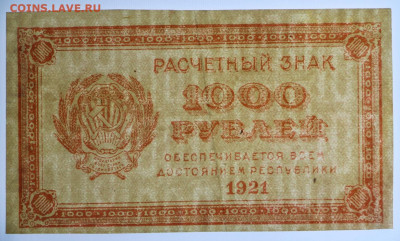 COINS.LAVE.RU
РАСЧЕТНЫЙ ЗНАК
1000
РУБЛЕЙ
ОБЕСПЕЧИВАЕТСЯ ВСЕМ
ДОСТОЯНИЕМ РЕСПУБЛИКИ
1921